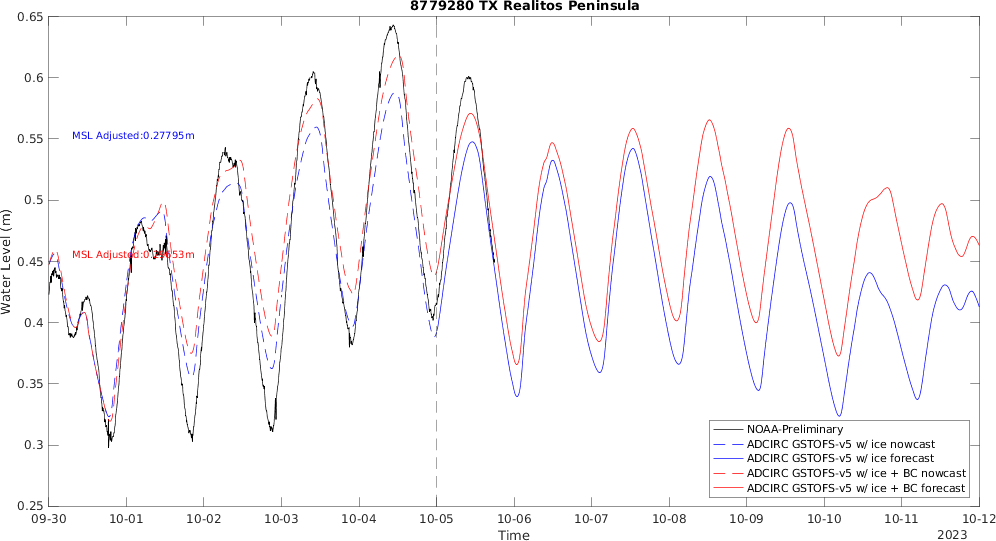 8779280 TX Realitos Peninsula
0.65
0.6
0.55
0.5
0.45
0.4
0.35
0.3
0.25
Water Level (m)
MSL Adjusted:0.27795m
MSL Adjusted:
09-30
10-01
10-02
10-03
10-04
10-05
10-06
10-07
10-08
10-09
10-10
10-11
10-12
Time
2023
NOAA-Preliminary
ADCIRC GSTOFS-v5 w/ ice nowcast
ADCIRC GSTOFS-v5 w/ ice forecast
ADCIRC GSTOFS-v5 w/ ice + BC nowcast
ADCIRC GSTOFS-v5 w/ ice + BC forecast